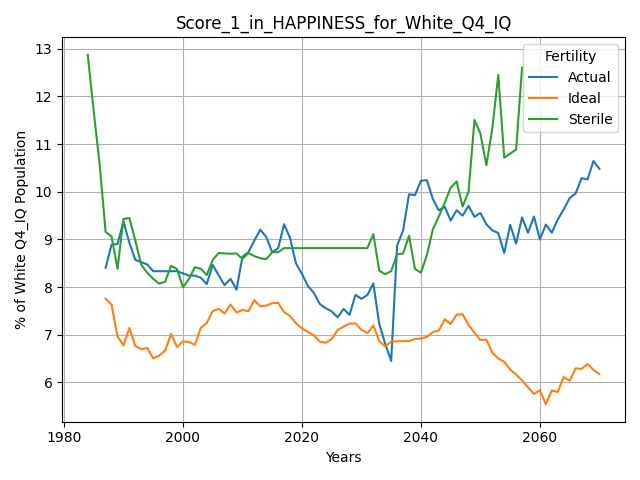 Score_1_in_HAPPINESS_for_White_Q4_IQ
Fertility
Actual
Ideal
Sterile
% of White Q4_IQ Population
13
12
11
10
9
8
7
6
1980
2000
2020
2040
2060
Years